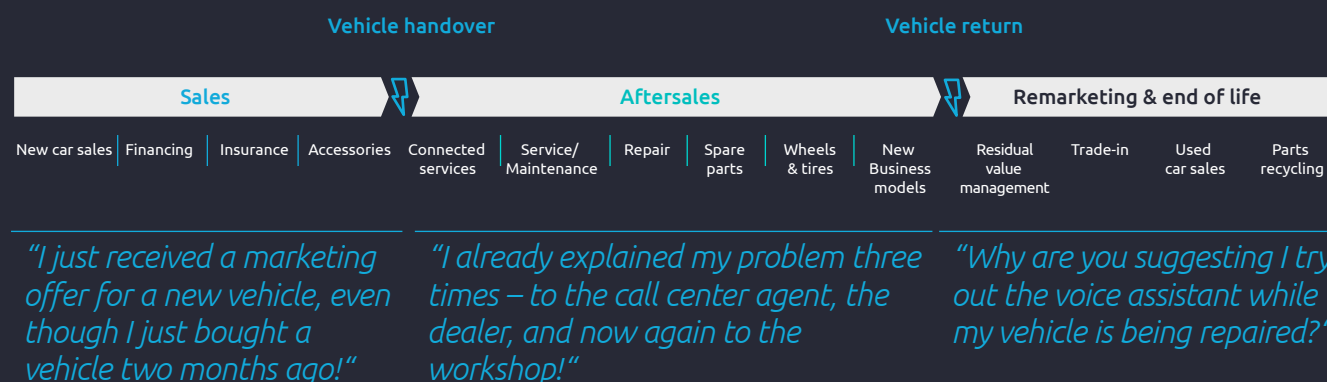 Vehicle handover
Vehicle return
Sales
Aftersales
Remarketing & end of life
New car sales
Financing
Insurance
Accessories
Connected
services
Service/
Maintenance
Repair
Spare
parts
Wheels
& tires
New
Business
models
Residual
value
management
Trade-in
Used
car sales
Parts
recycling
“I just received a marketing
offer for a new vehicle, even
though I just bought a
vehicle two months ago!“
“I already explained my problem three
times – to the call center agent, the
dealer, and now again to the
workshop!“
“Why are you suggesting I try
out the voice assistant while
my vehicle is being repaired?“